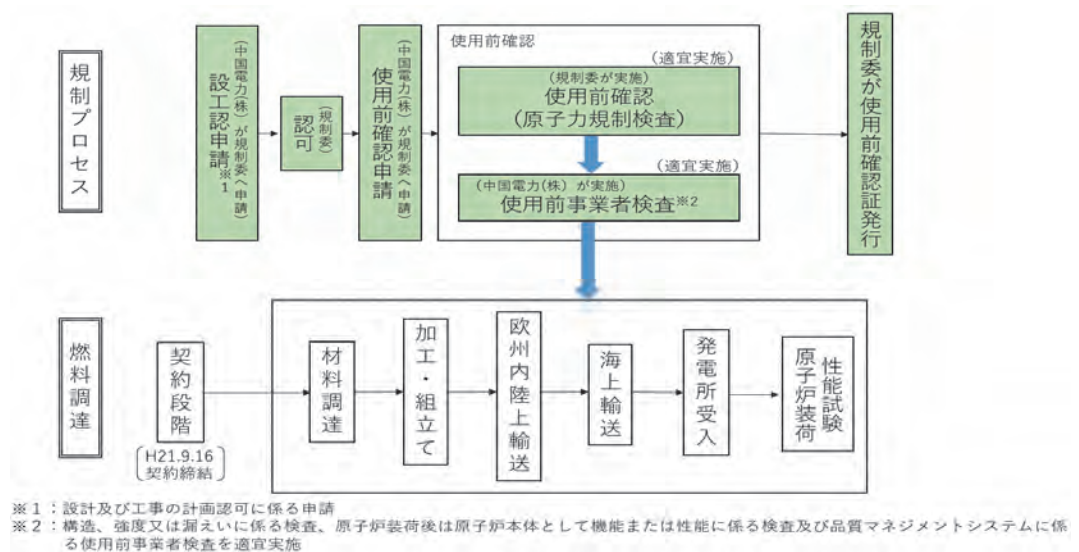 規制プロセス
(中国電力(株)が規制委へ申請)
設工認申請※1
(規制委)
認可
(中国電力(株)が規制委へ申請)
使用前確認申請
使用前確認
(適宜実施)
(規制委が実施)
使用前確認
(原子力規制検査)
(適宜実施)
(中国電力(株)が実施)
使用前事業者検査※2
規制委が使用前確認証発行
燃料調達
契約段階
H21.9.16
契約締結
材料調達
加工・組立て
欧州内陸上輸送
海上輸送
発電所受入
性能試験
原子炉装荷
※1:設計及び工事の計画認可に係る申請
※2:構造、強度又は漏えいに係る検査、原子炉装荷後は原子炉本体として機能または性能に係る検査及び品質マネジメントシステムに係
る使用前事業者検査を適宜実施